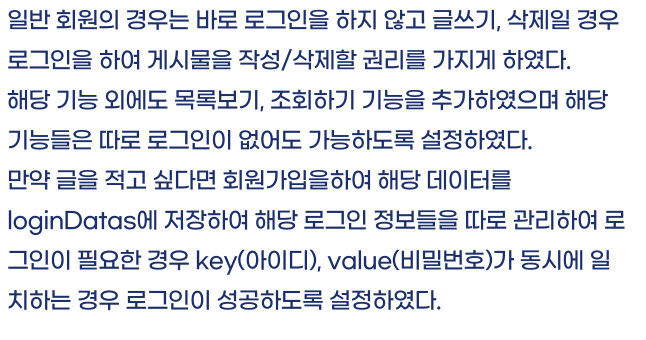 일반 회원의 경우는 바로 로그인을 하지 않고 글쓰기, 삭제일 경우
로그인을 하여 게시물을 작성/삭제할 권리를 가지게 하였다.
해당 기능 외에도 목록보기, 조회하기 기능을 추가하였으며 해당
기능들은 따로 로그인이 없어도 가능하도록 설정하였다.
만약 글을 적고 싶다면 회원가입을하여 해당 데이터를
loginDatas에 저장하여 해당 로그인 정보들을 따로 관리하여 로
그인이 필요한 경우 key(아이디), value(비밀번호)가 동시에 일
치하는 경우 로그인이 성공하도록 설정하였다.